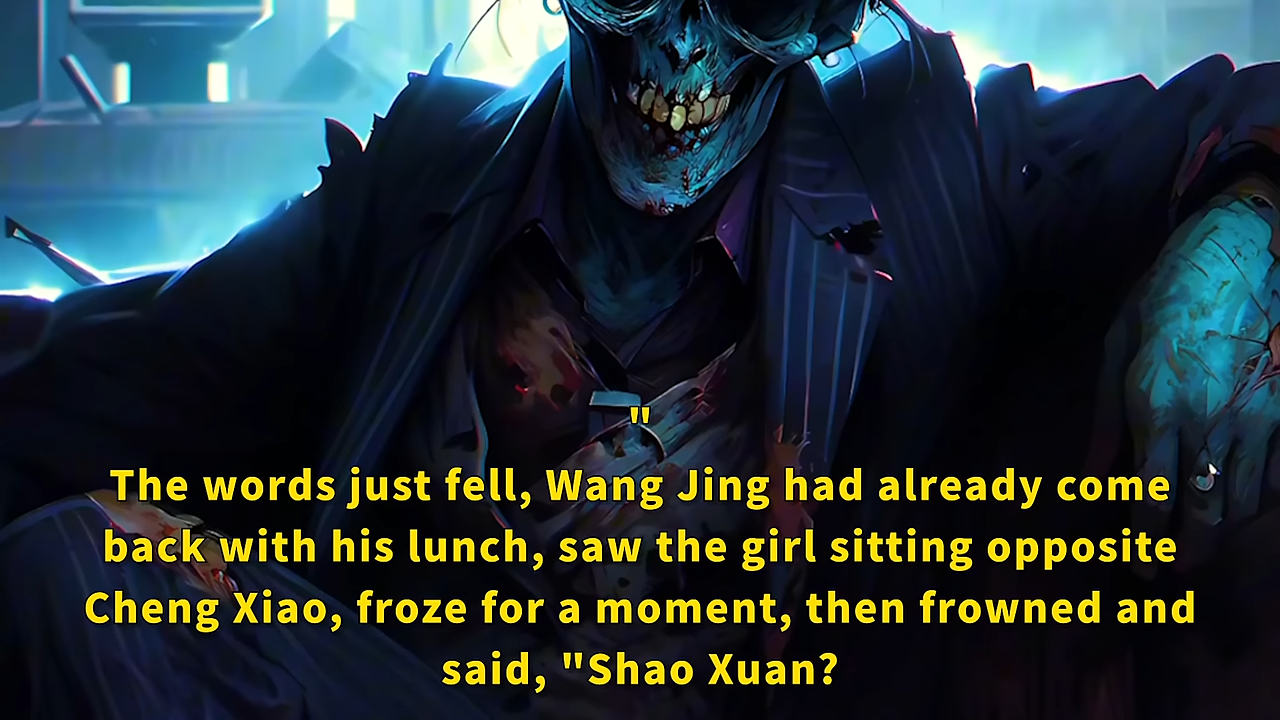 "
The words just fell, Wang Jing had already come
back with his lunch, saw the girl sitting opposite
Cheng Xiao, froze for a moment, then frowned and
said, "Shao Xuan?